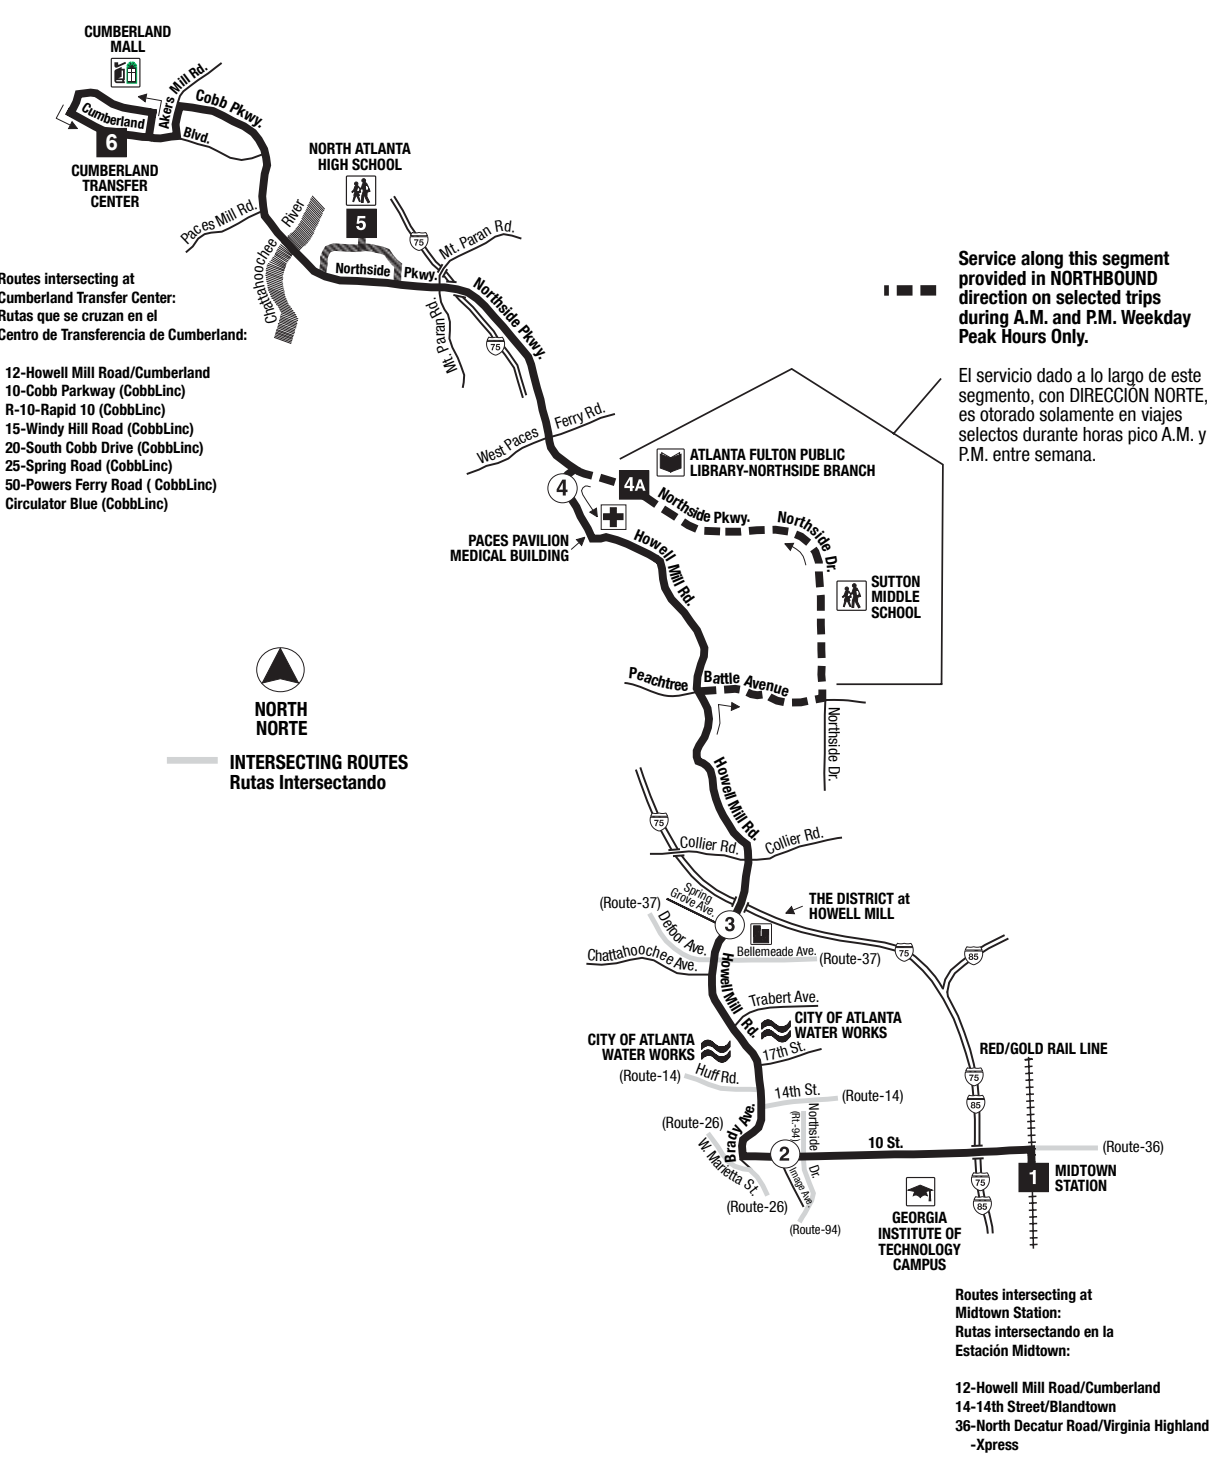 CUMBERLAND
MALL
Akers Mill Rd.
Cobb Pkwy.
Cumberland
Blvd.
6
CUMBERLAND
TRANSFER
CENTER
NORTH ATLANTA
HIGH SCHOOL
5
Paces Mill Rd.
Chattahoochee River
Northside Pkwy.
75
Mt. Paran Rd.
Mt. Paran Rd.
Northside Pkwy.
75
Routes intersecting at
Cumberland Transfer Center:
Rutas que se cruzan en el
Centro de Transferencia de Cumberland:
12-Howell Mill Road/Cumberland
10-Cobb Parkway (CobbLinc)
R-10-Rapid 10 (CobbLinc)
15-Windy Hill Road (CobbLinc)
20-South Cobb Drive (CobbLinc)
25-Spring Road (CobbLinc)
50-Powers Ferry Road ( CobbLinc)
Circulator Blue (CobbLinc)
Service along this segment
provided in NORTHBOUND
direction on selected trips
during A.M. and P.M. Weekday
Peak Hours Only.
El servicio dado a lo largo de este
segmento, con DIRECCIÓN NORTE,
es otorado solamente en viajes
selectos durante horas pico A.M. y
P.M. entre semana.
West Paces Ferry Rd.
4
4A
ATLANTA FULTON PUBLIC
LIBRARY-NORTHSIDE BRANCH
Northside Pkwy.
Northside Dr.
PACES PAVILION
MEDICAL BUILDING
Howell Mill Rd.
SUTTON
MIDDLE
SCHOOL
Peachtree Battle Avenue
Northside Dr.
NORTH
NORTE
INTERSECTING ROUTES
Rutas Intersectando
Howell Mill Rd.
75
Collier Rd.
Collier Rd.
Spring
Grove Ave.
THE DISTRICT at
HOWELL MILL
(Route-37)
3
Defoor Ave.
Bellemeade Ave.
(Route-37)
Chattahoochee Ave.
75
85
Howell Mill Rd.
Trabert Ave.
CITY OF ATLANTA
WATER WORKS
CITY OF ATLANTA
WATER WORKS
17th St.
RED/GOLD RAIL LINE
(Route-14)
Huff Rd.
14th St.
(Route-14)
75
85
(Route-26)
Brady Ave.
(Rt.-94)
Northside Dr.
2
10 St.
(Route-36)
W. Marietta St.
Image Ave.
1
MIDTOWN
STATION
75
85
(Route-26)
(Route-94)
GEORGIA
INSTITUTE OF
TECHNOLOGY
CAMPUS
Routes intersecting at
Midtown Station:
Rutas intersectando en la
Estación Midtown:
12-Howell Mill Road/Cumberland
14-14th Street/Blandtown
36-North Decatur Road/Virginia Highland
-Xpress